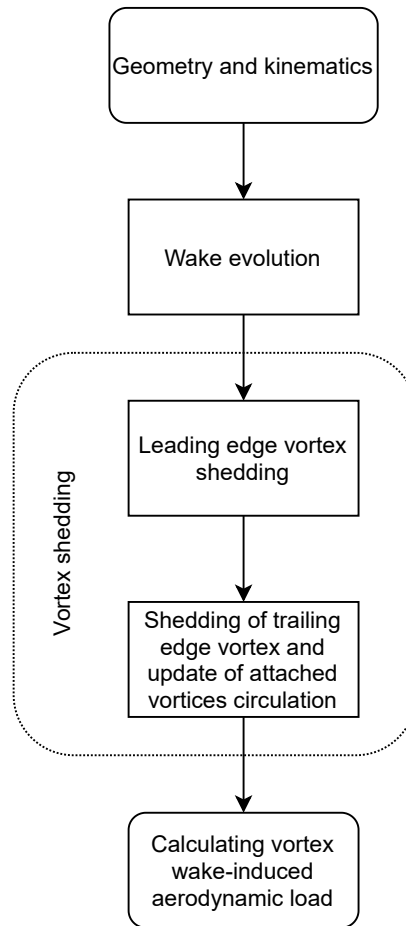 Geometry and kinematics
Wake evolution
Vortex shedding
Leading edge vortex
shedding
Shedding of trailing
edge vortex and
update of attached
vortices circulation
Calculating vortex
wake-induced
aerodynamic load